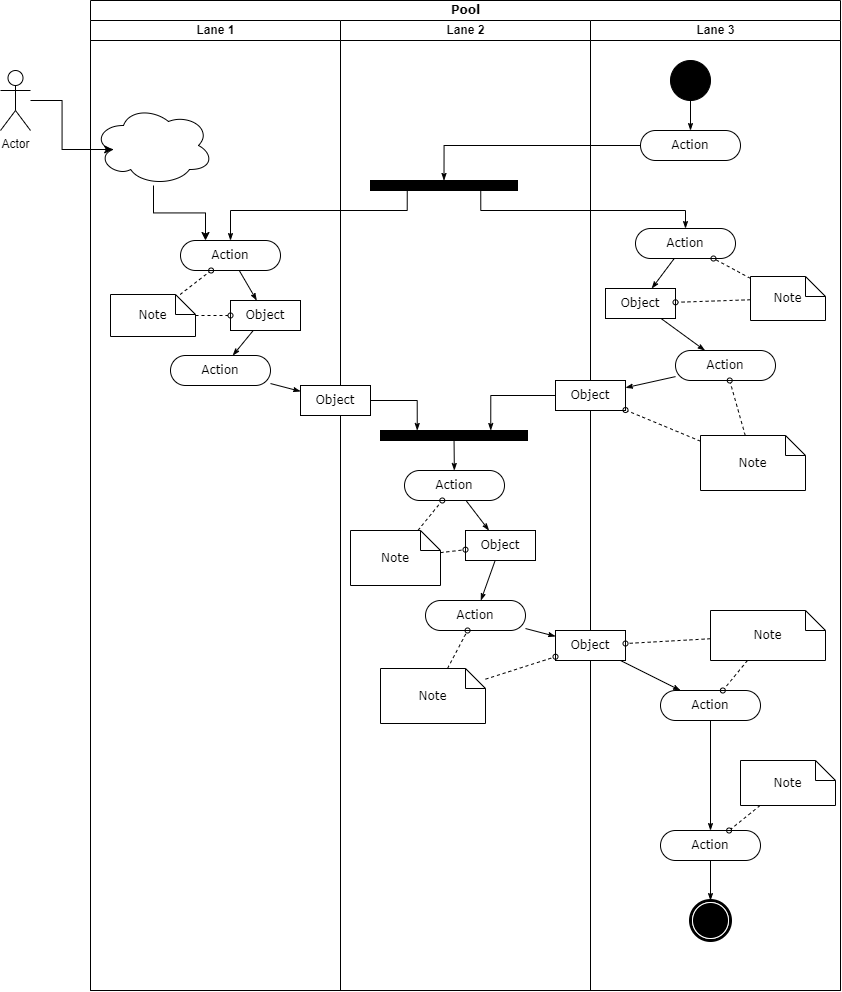 Pool
Lane 1
Lane 2
Lane 3
Actor
Action
Action
Action
Note
Object
Object
Note
Action
Action
Object
Object
Note
Action
Note
Object
Action
Note
Object
Note
Action
Note
Action